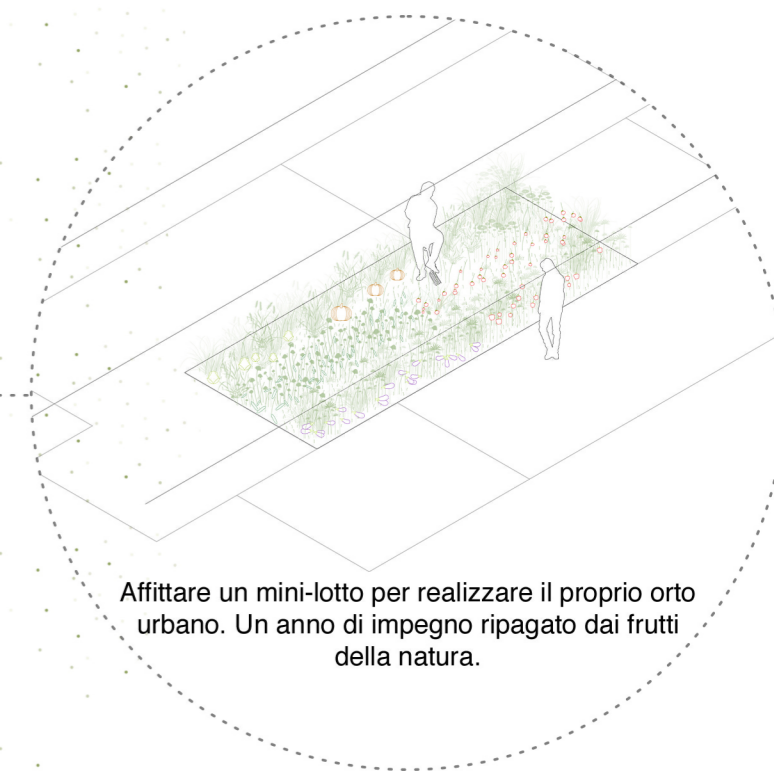 Affittare un mini-lotto per realizzare il proprio orto
urbano. Un anno di impegno ripagato dai frutti
della natura.